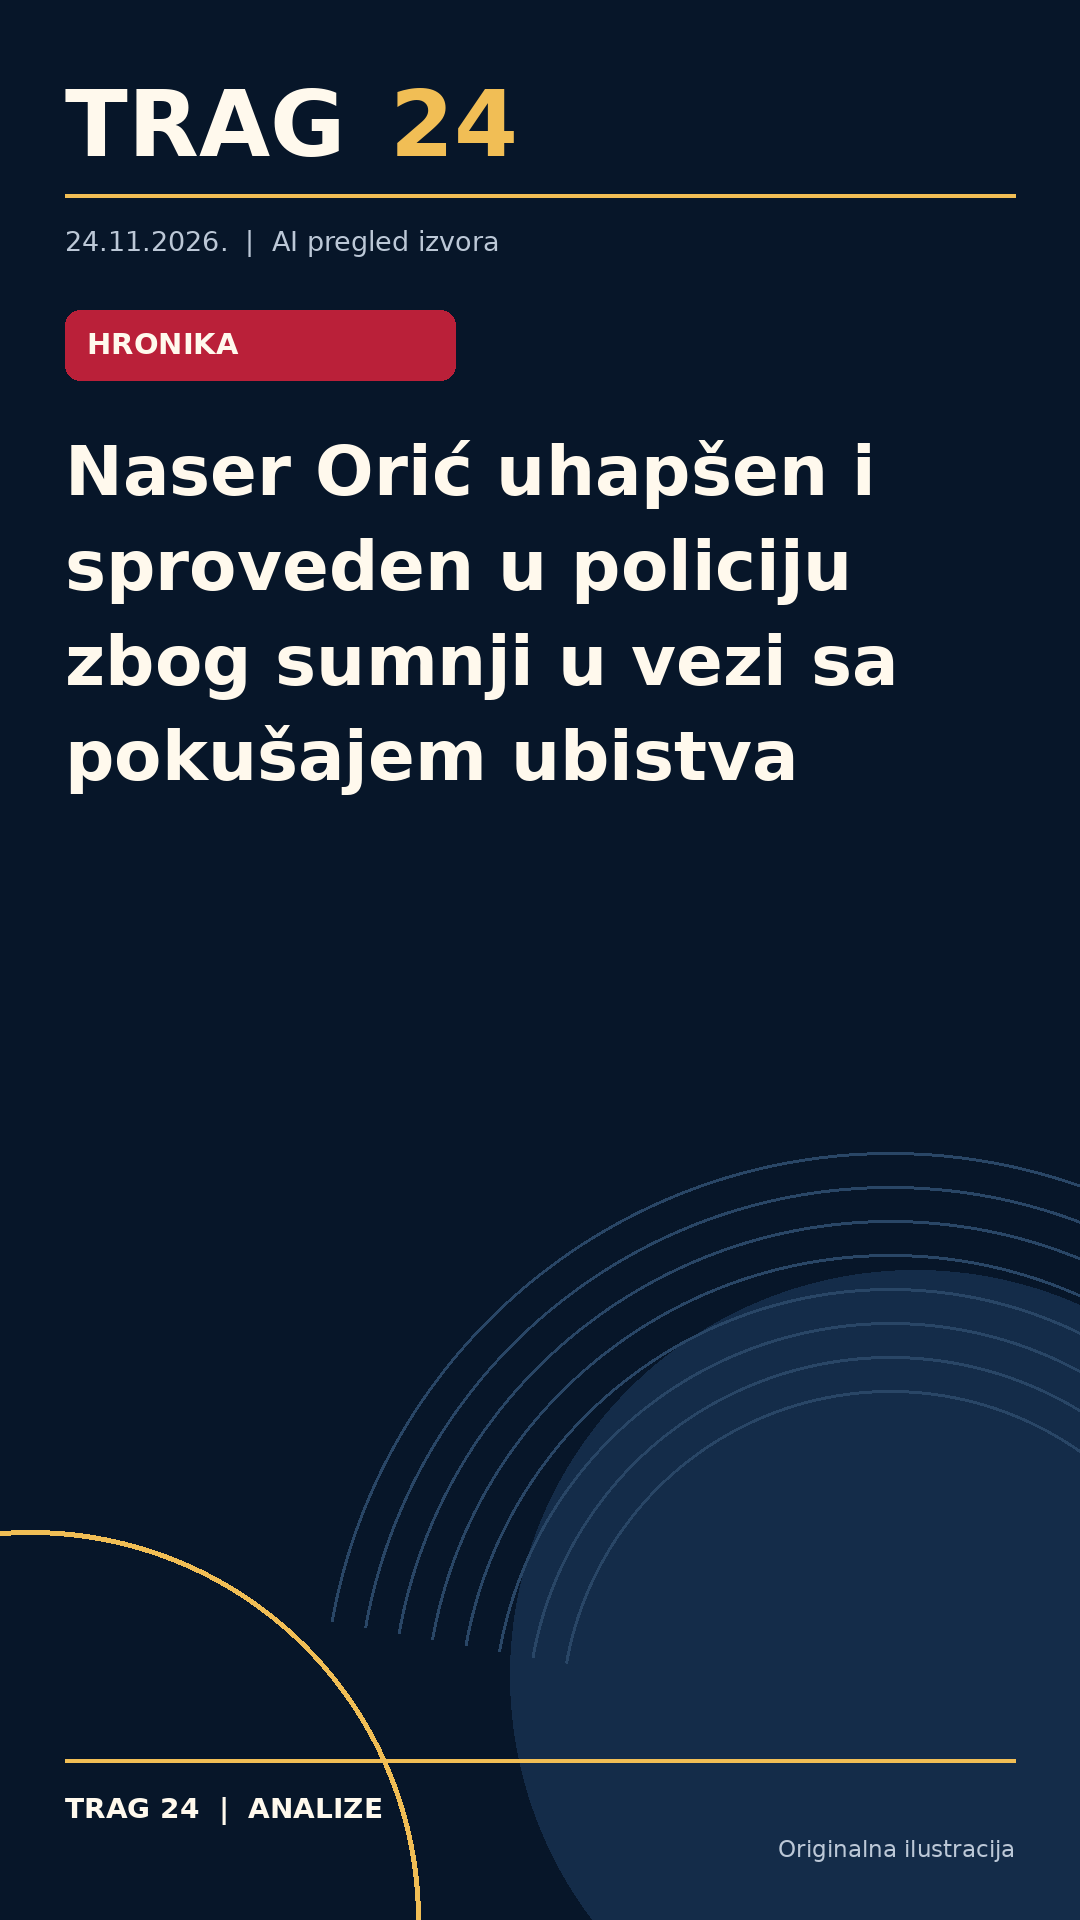 TRAG 24
24.11.2026. | AI pregled izvora
HRONIKA
Naser Orić uhapšen i
sproveden u policiju
zbog sumnji u vezi sa
pokušajem ubistva
TRAG 24 | ANALIZE
Originalna ilustracija